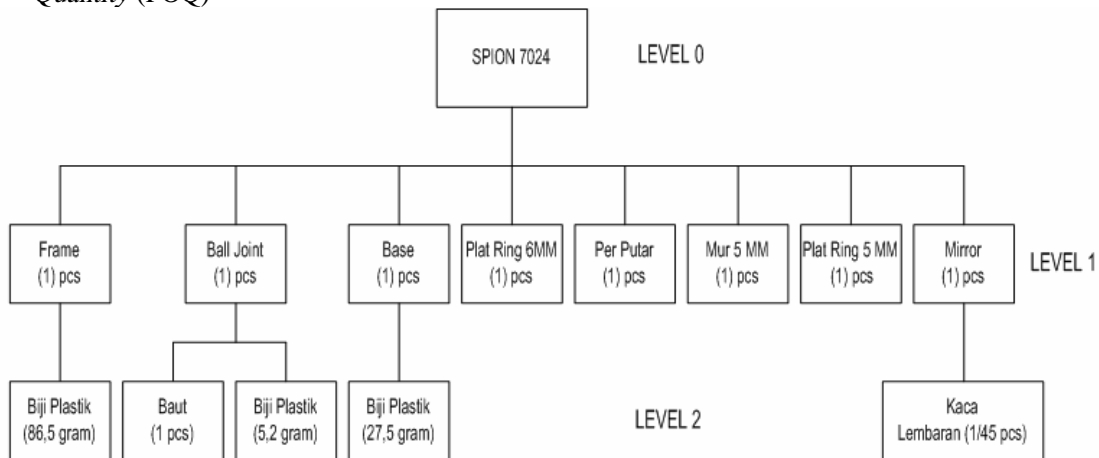 Quantity (POQ)
SPION 7024
LEVEL 0
Frame
(1) pcs
Ball Joint
(1) pcs
Base
(1) pcs
Plat Ring 6MM
(1) pcs
Per Putar
(1) pcs
Mur 5 MM
(1) pcs
Plat Ring 5 MM
(1) pcs
Mirror
(1) pcs
LEVEL 1
Biji Plastik
(86,5 gram)
Baut
(1 pcs)
Biji Plastik
(5,2 gram)
Biji Plastik
(27,5 gram)
LEVEL 2
Kaca
Lembaran (1/45 pcs)